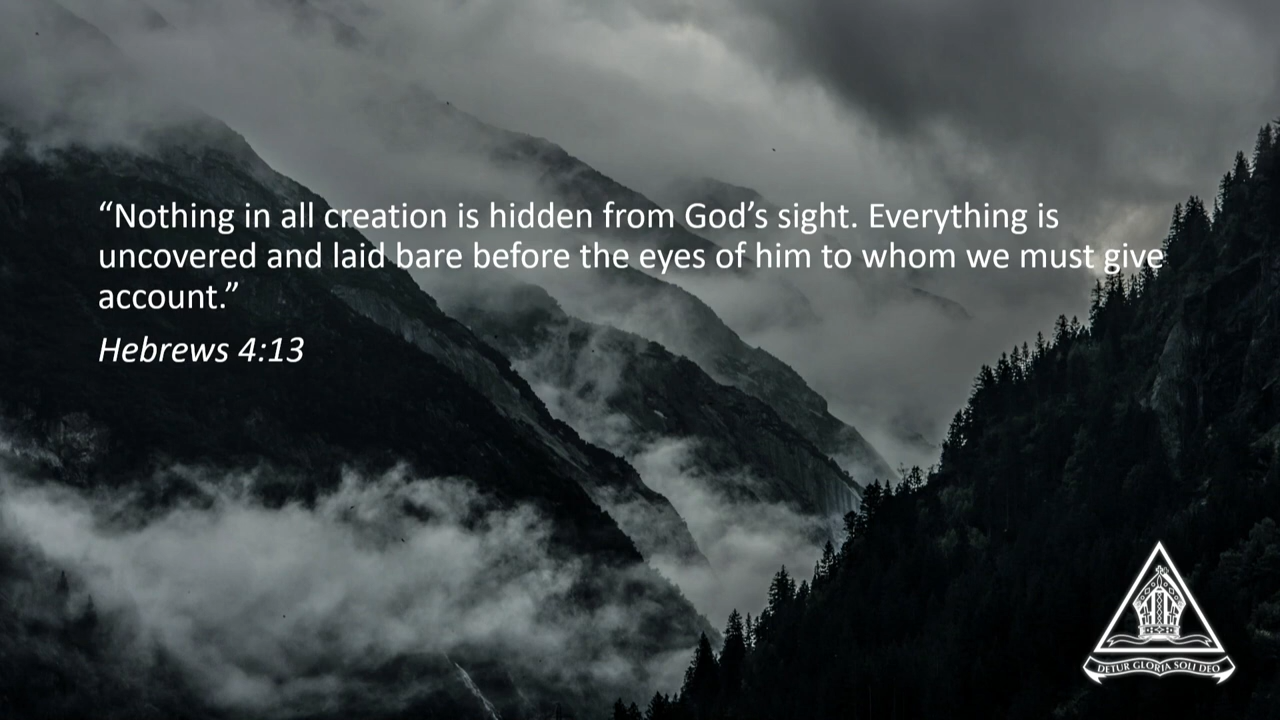 “Nothing in all creation is hidden from God’s sight. Everything is
uncovered and laid bare before the eyes of him to whom we must give
account.”
Hebrews 4:13
DETUR GLORIA SOLI DEO